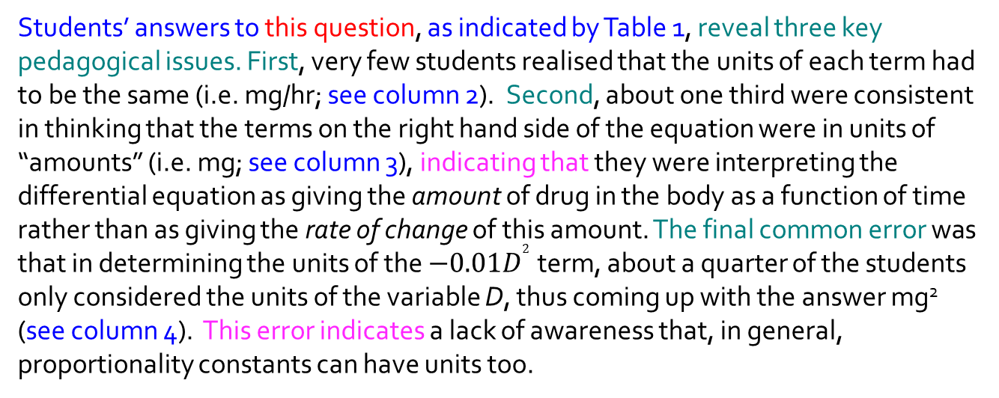 Students’ answers to this question, as indicated by Table 1, reveal three key
pedagogical issues. First, very few students realised that the units of each term had
to be the same (i.e. mg/hr; see column 2).  Second, about one third were consistent
in thinking that the terms on the right hand side of the equation were in units of
“amounts” (i.e. mg; see column 3), indicating that they were interpreting the
differential equation as giving the amount of drug in the body as a function of time
rather than as giving the rate of change of this amount. The final common error was
that in determining the units of the −0.01D² term, about a quarter of the students
only considered the units of the variable D, thus coming up with the answer mg²
(see column 4).  This error indicates a lack of awareness that, in general,
proportionality constants can have units too.